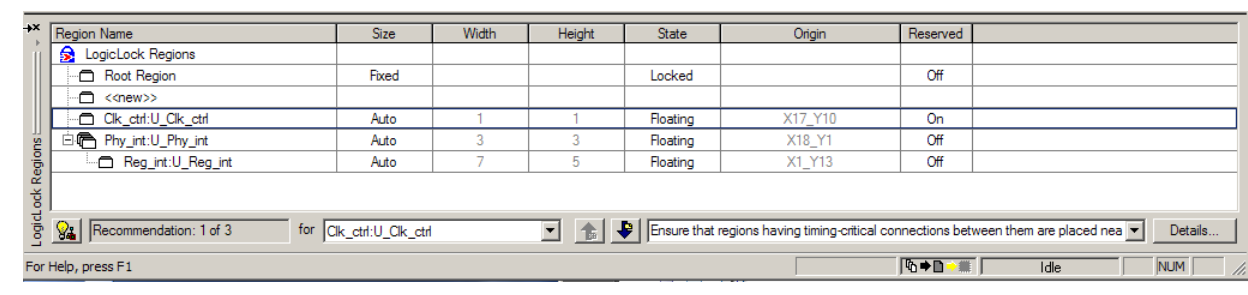 Region Name Size Width Height State Origin Reserved
LogicLock Regions
Root Region Fixed Locked Off
<<new>>
Clk_ctrl:U_Clk_ctrl Auto 1 1 Floating X17_Y10 On
Phy_int:U_Phy_int Auto 3 3 Floating X18_Y1 Off
Reg_int:U_Reg_int Auto 7 5 Floating X1_Y13 Off
LogicLock Regions
Recommendation: 1 of 3 for Clk_ctrl:U_Clk_ctrl Ensure that regions having timing-critical connections between them are placed nea Details...
For Help, press F1 Idle NUM